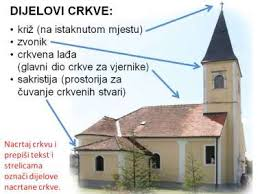 DIJELOVI CRKVE:
• križ (na istaknutom mjestu)
• zvonik
• crkvena lađa
(glavni dio crkve za vjernike)
• sakristija (prostorija za
čuvanje crkvenih stvari)
Nacrtaj crkvu i
prepiši tekst i
strelicama
označi dijelove
nacrtane crkve.